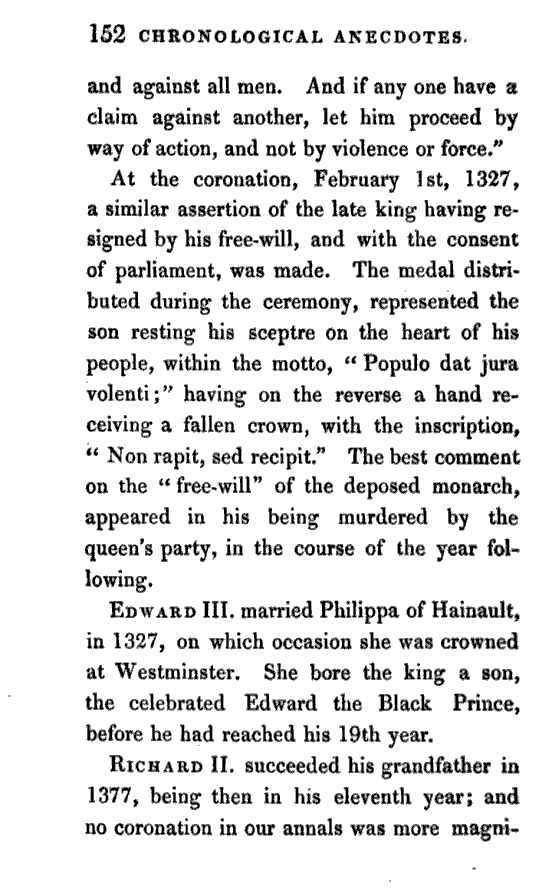 152 CHRONOLOGICAL ANECDOTES.
and against all men. And if any one have a
claim against another, let him proceed by
way of action, and not by violence or force.”
At the coronation, February 1st, 1327,
a similar assertion of the late king having re-
signed by his free-will, and with the consent
of parliament, was made. The medal distri-
buted during the ceremony, represented the
son resting his sceptre on the heart of his
people, within the motto, “ Populo dat jura
volenti ;” having on the reverse a hand re-
ceiving a fallen crown, with the inscription,
“ Non rapit, sed recipit.” The best comment
on the “ free-will” of the deposed monarch,
appeared in his being murdered by the
queen's party, in the course of the year fol-
lowing.
EDWARD III. married Philippa of Hainault,
in 1327, on which occasion she was crowned
at Westminster. She bore the king a son,
the celebrated Edward the Black Prince,
before he had reached his 19th year.
RICHARD II. succeeded his grandfather in
1377, being then in his eleventh year; and
no coronation in our annals was more magni-